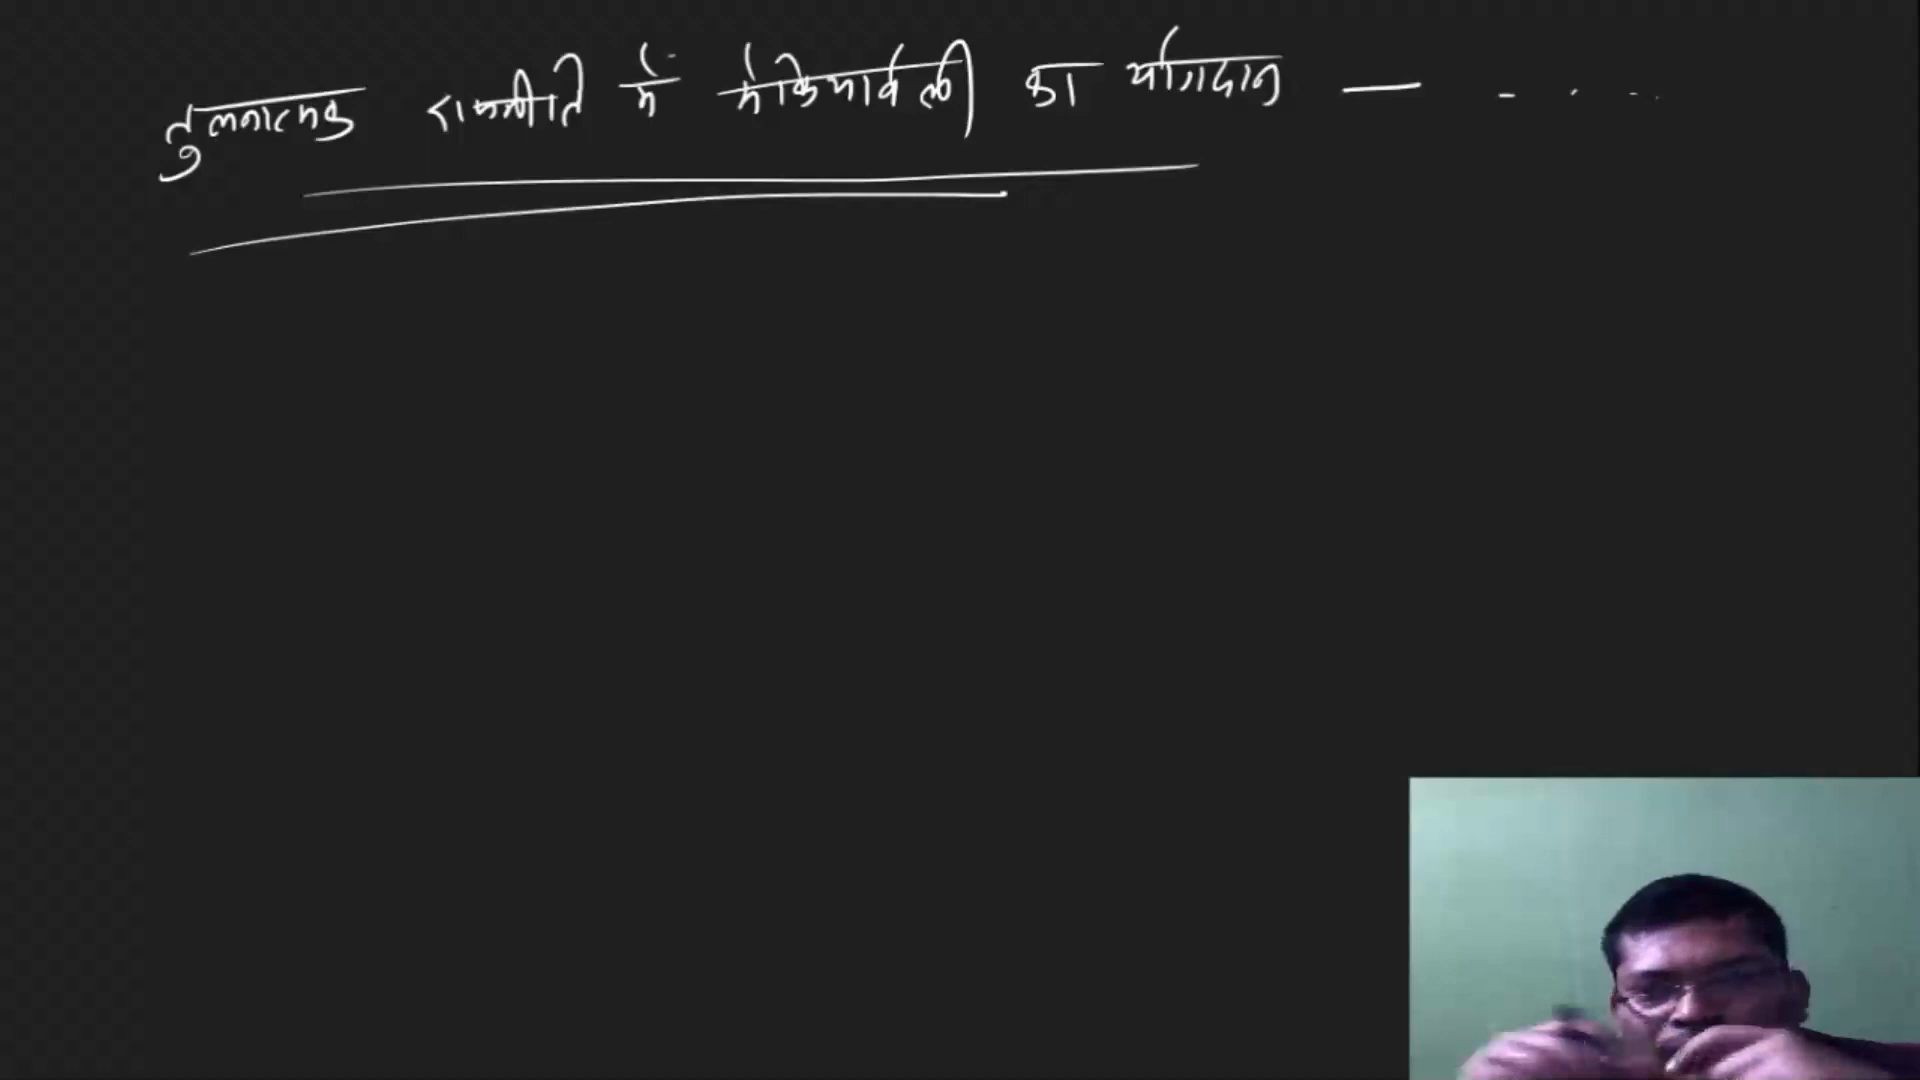 तुलनात्मक राजनीति में मैकियावेली का योगदान — - . . .